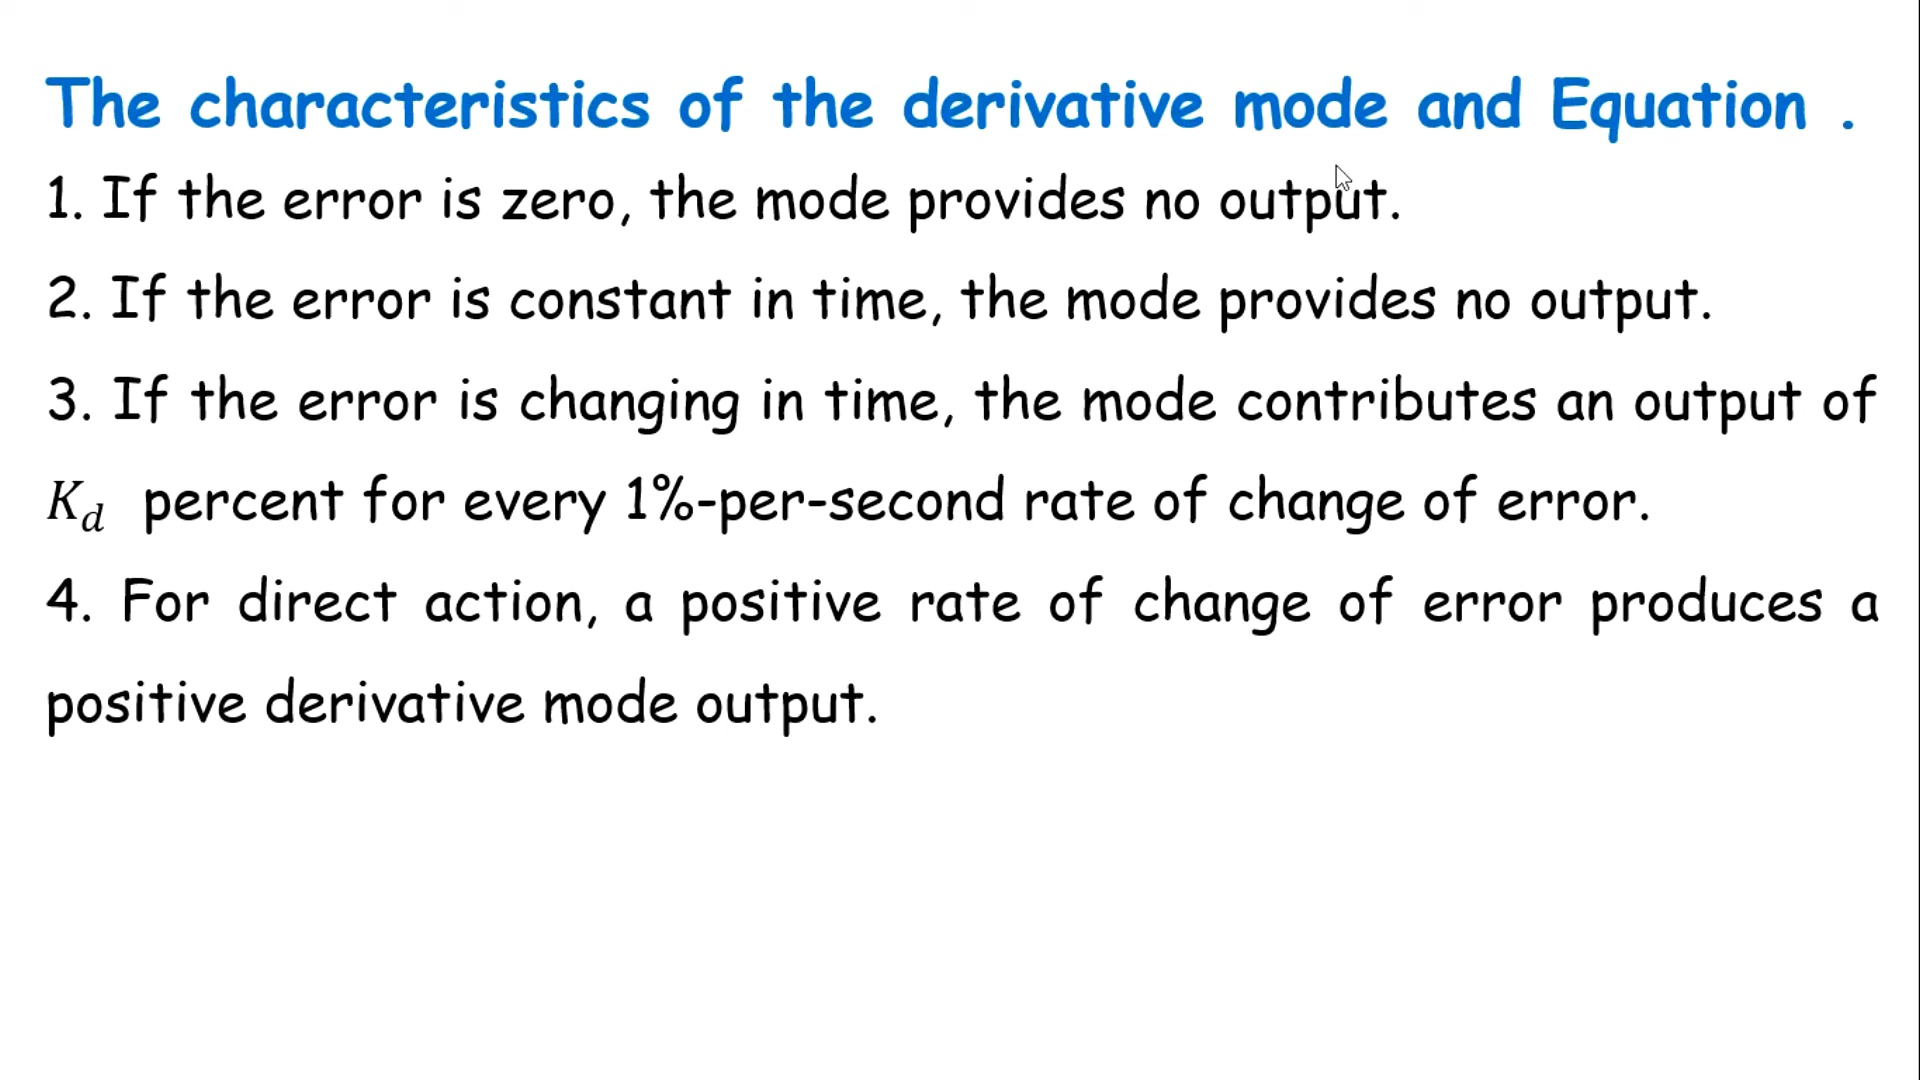 The characteristics of the derivative mode and Equation .
1. If the error is zero, the mode provides no output.
2. If the error is constant in time, the mode provides no output.
3. If the error is changing in time, the mode contributes an output of
K_d percent for every 1%-per-second rate of change of error.
4. For direct action, a positive rate of change of error produces a
positive derivative mode output.